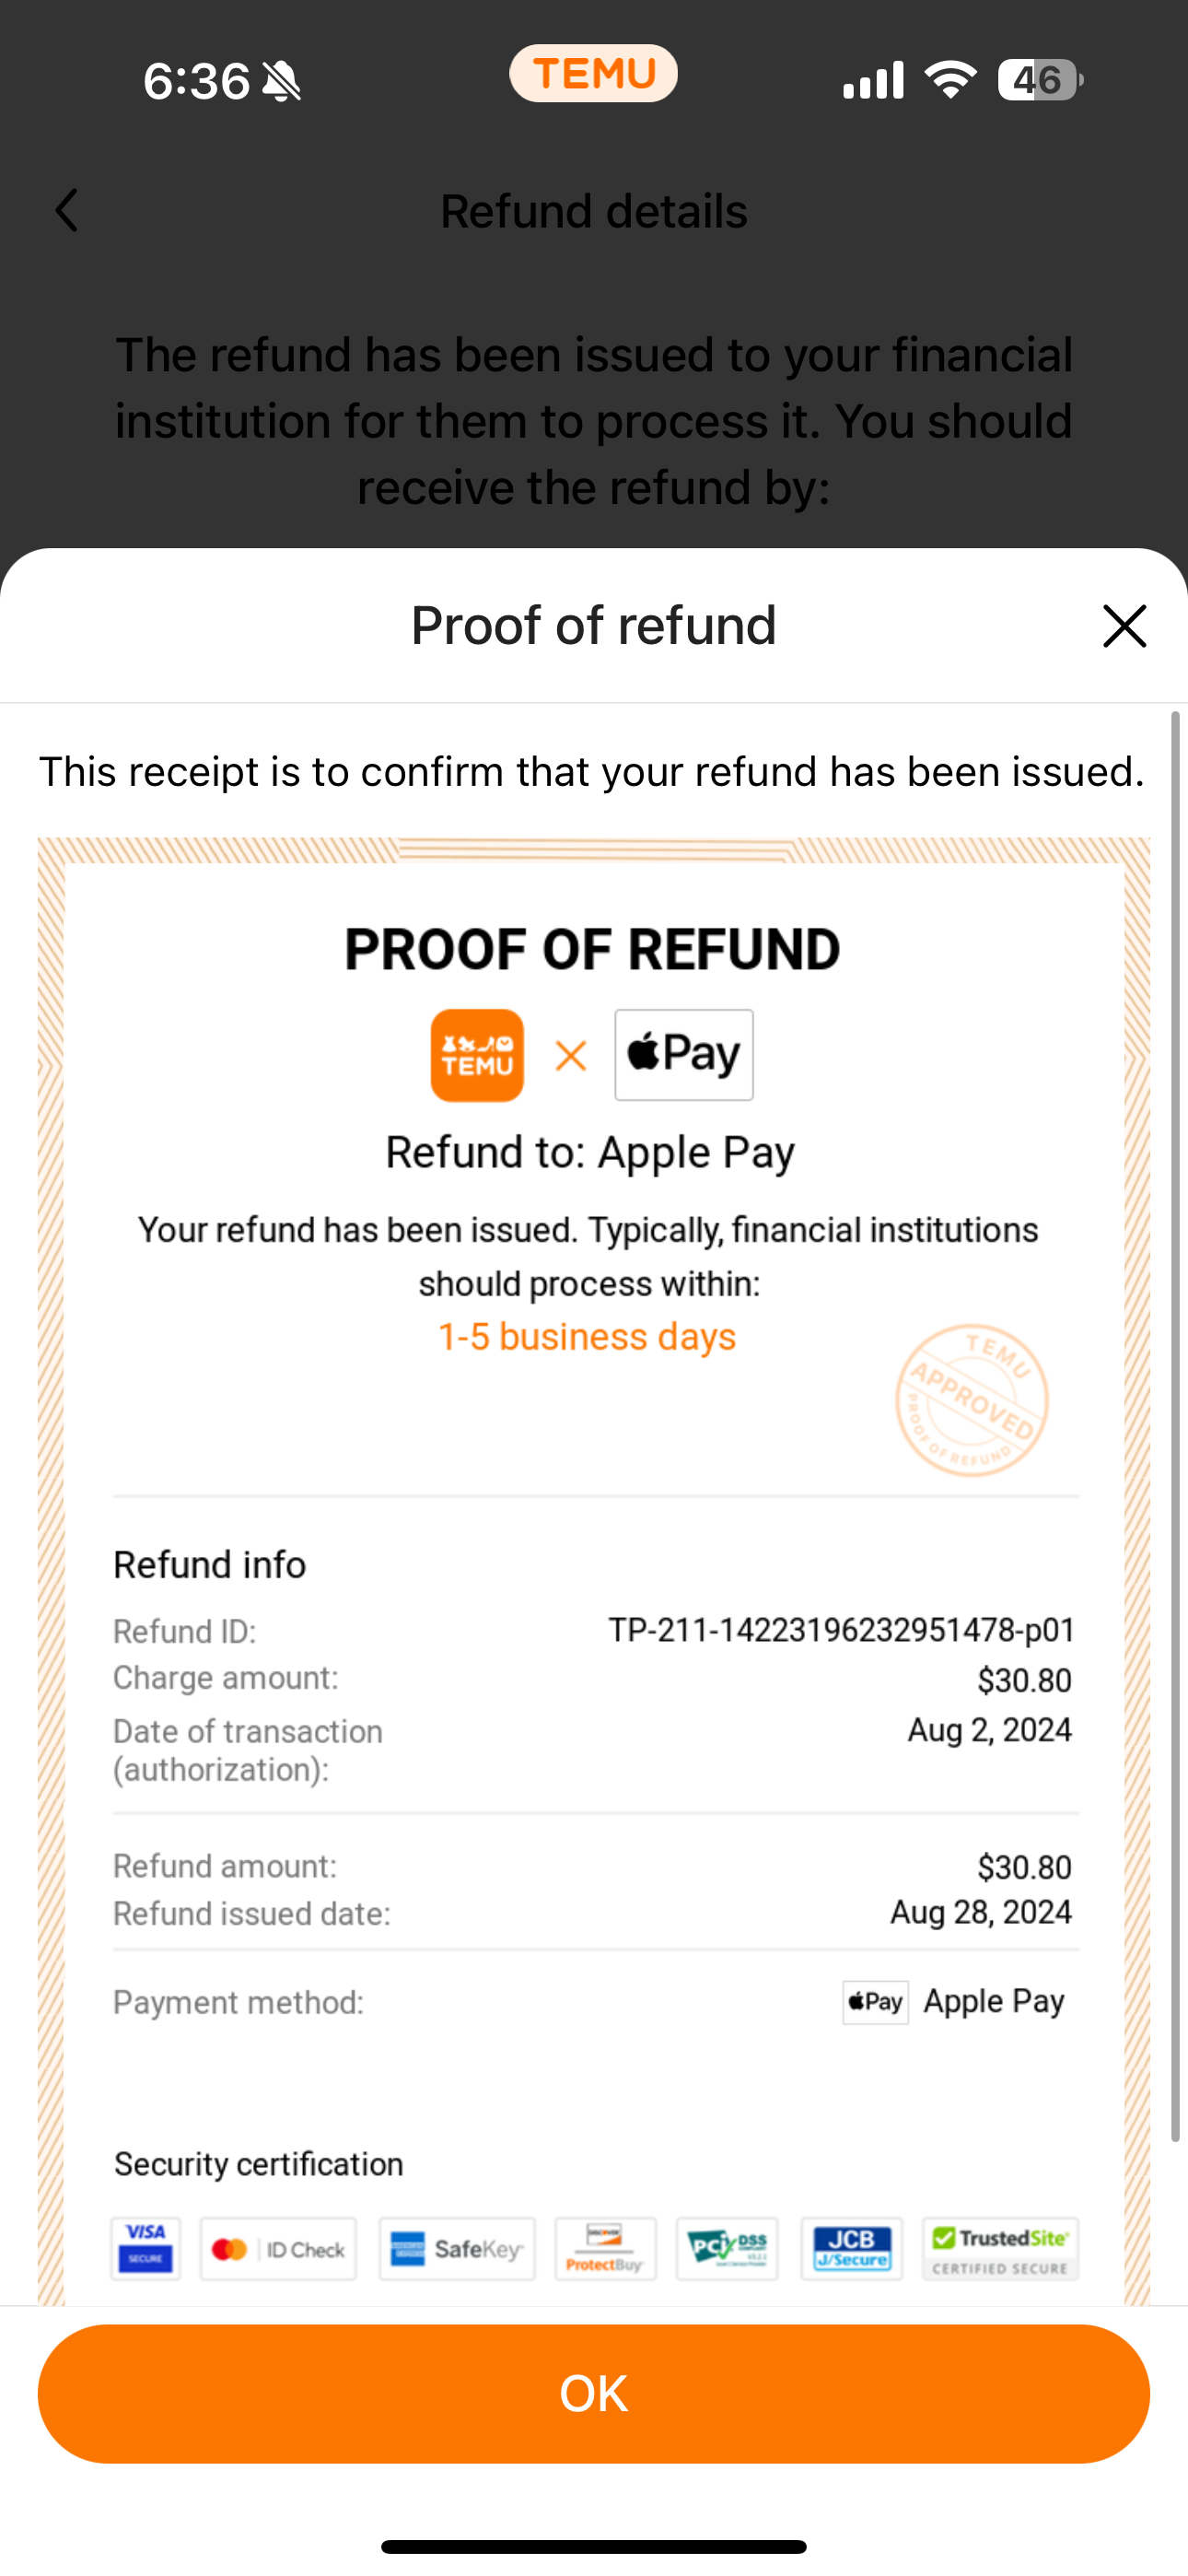 6:36
TEMU
46
Refund details
The refund has been issued to your financial
institution for them to process it. You should
receive the refund by:
Proof of refund
This receipt is to confirm that your refund has been issued.
PROOF OF REFUND
TEMU
Pay
Refund to: Apple Pay
Your refund has been issued. Typically, financial institutions
should process within:
1-5 business days
TEMU
APPROVED
PROOF OF REFUND
Refund info
Refund ID: TP-211-14223196232951478-p01
Charge amount: $30.80
Date of transaction Aug 2, 2024
(authorization):
Refund amount: $30.80
Refund issued date: Aug 28, 2024
Payment method: Pay Apple Pay
Security certification
VISA SECURE
ID Check
SafeKey
DISCOVER ProtectBuy
PCI DSS
JCB J/Secure
TrustedSite CERTIFIED SECURE
OK